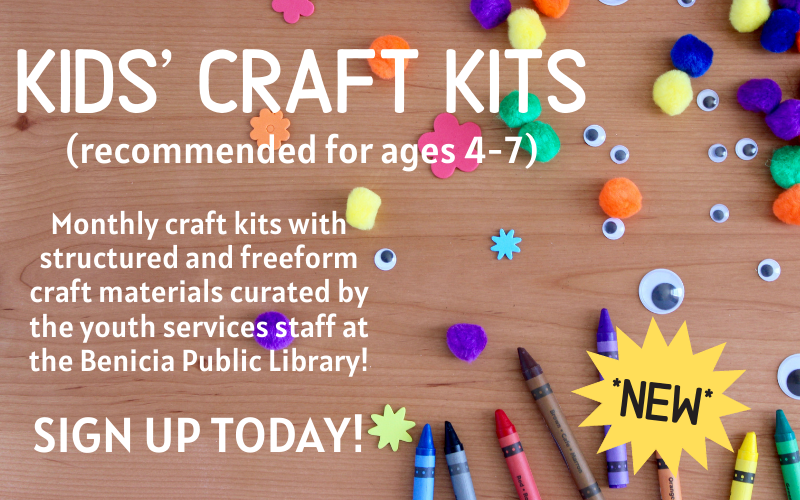 KIDS' CRAFT KITS
(recommended for ages 4-7)
Monthly craft kits with
structured and freeform
craft materials curated by
the youth services staff at
the Benicia Public Library!
SIGN UP TODAY!
*NEW*